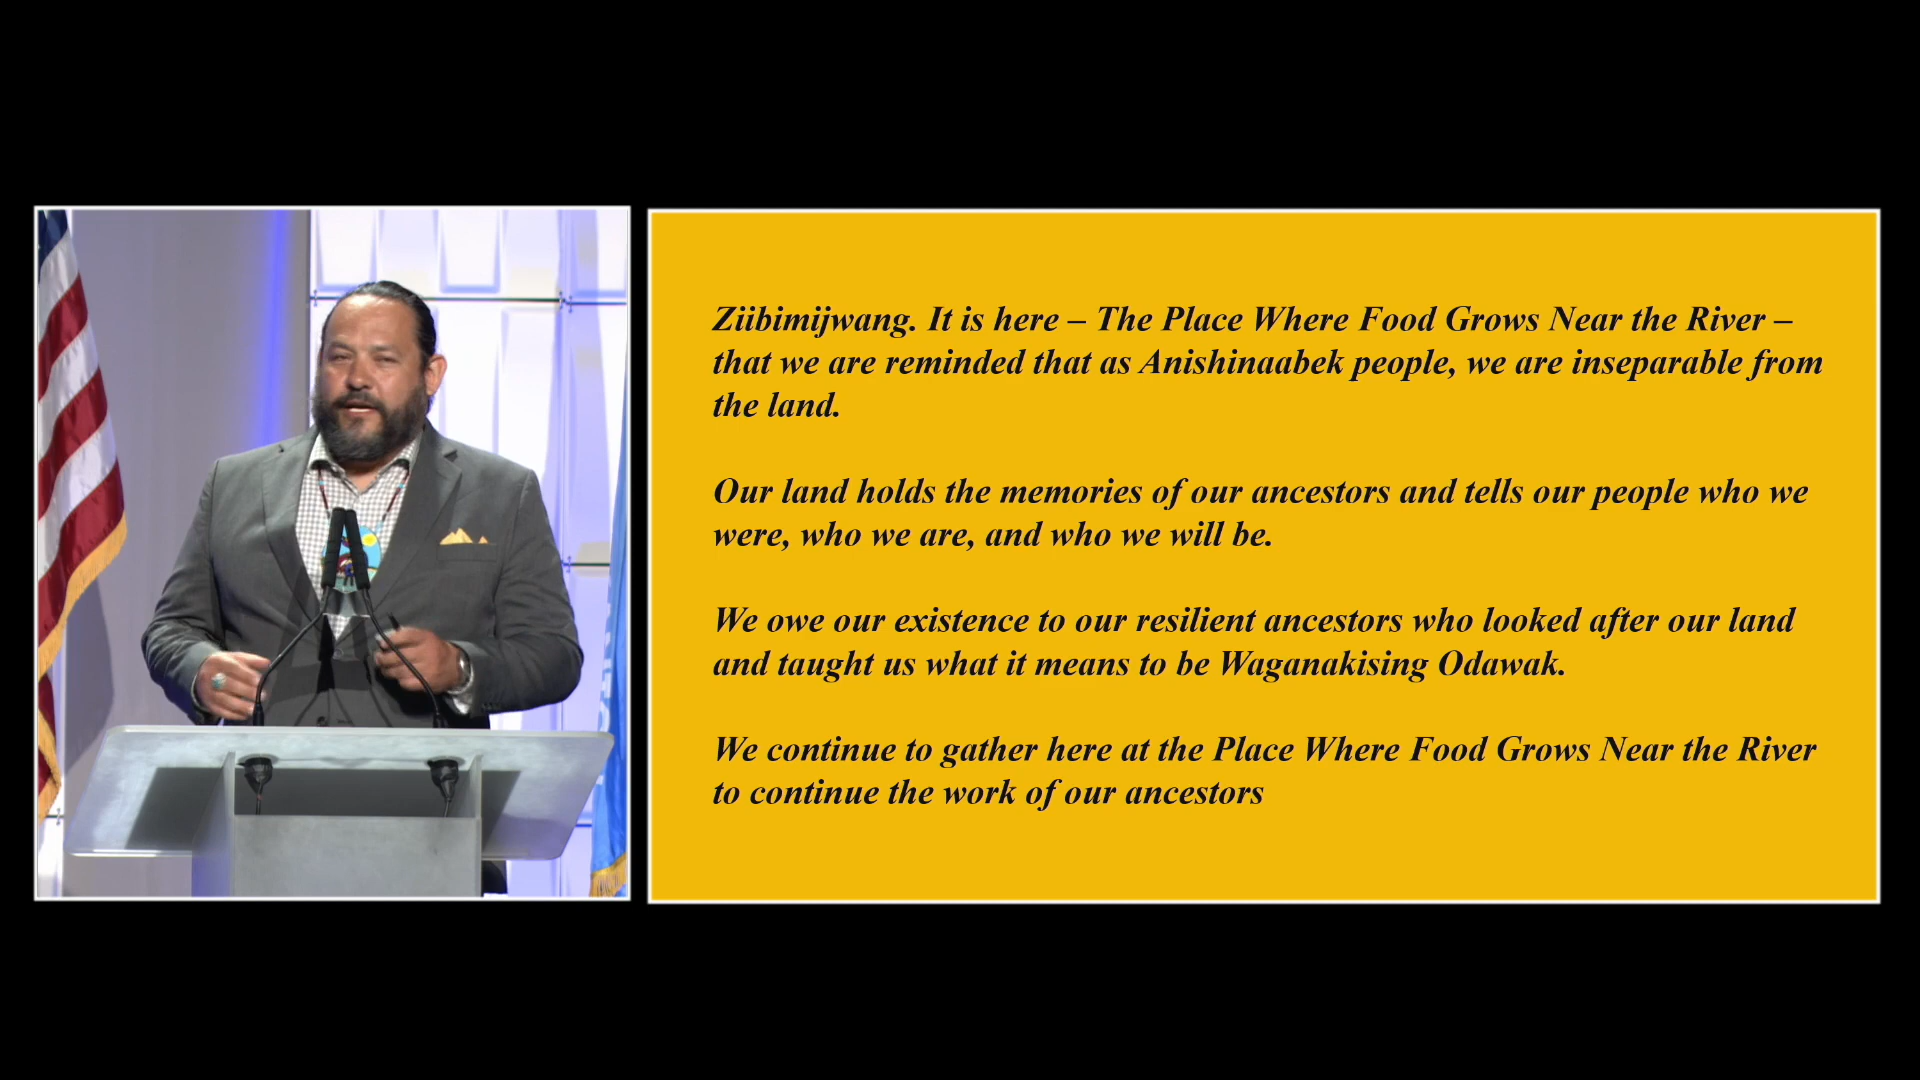 Ziibimijwang. It is here – The Place Where Food Grows Near the River –
that we are reminded that as Anishinaabek people, we are inseparable from
the land.
Our land holds the memories of our ancestors and tells our people who we
were, who we are, and who we will be.
We owe our existence to our resilient ancestors who looked after our land
and taught us what it means to be Waganakising Odawak.
We continue to gather here at the Place Where Food Grows Near the River
to continue the work of our ancestors